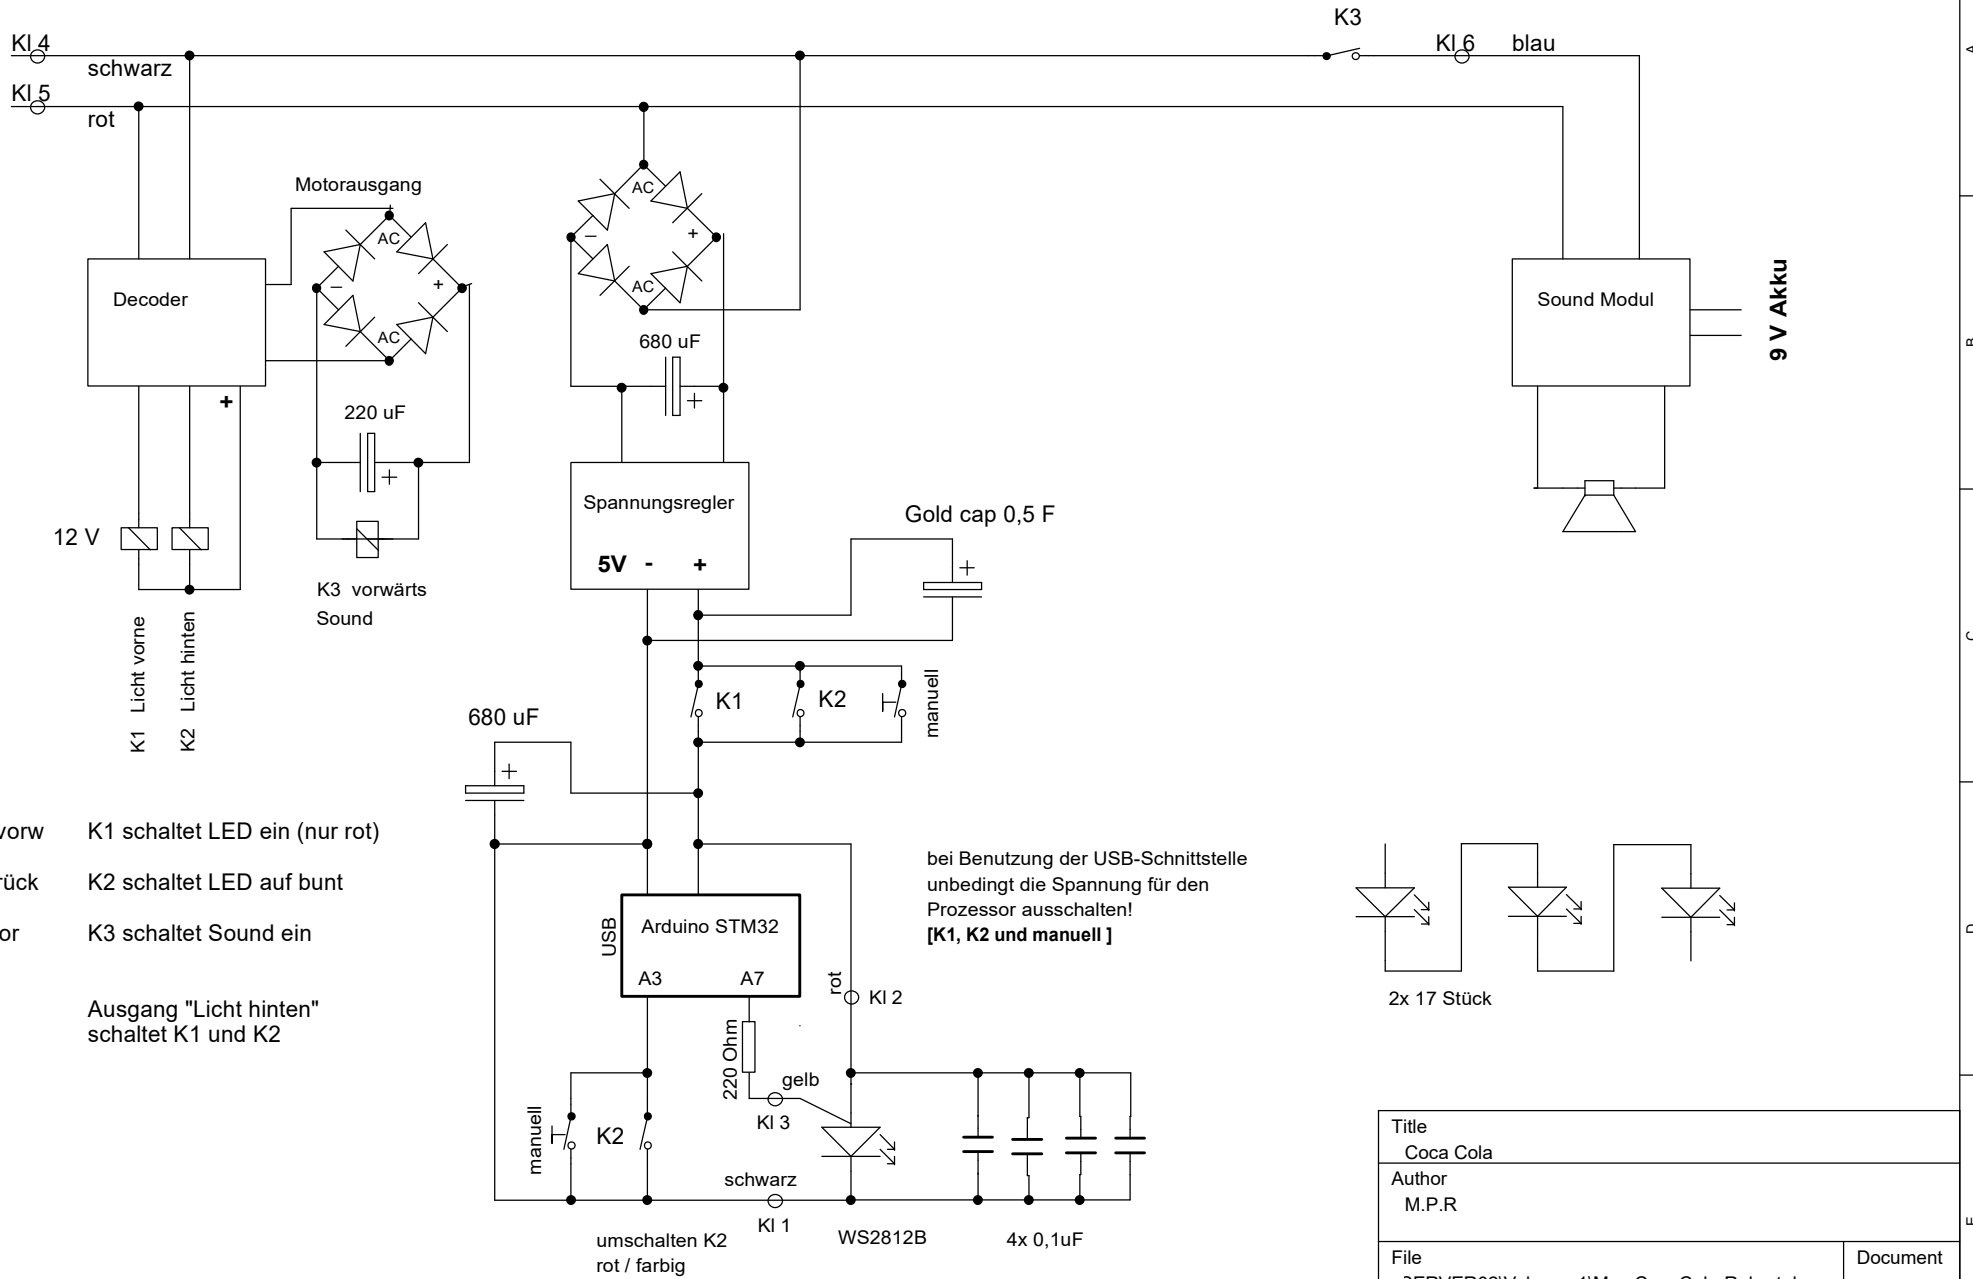 K3
Kl 4
Kl 6
blau
schwarz
Kl 5
rot
A
Motorausgang
AC
AC
–
+
–
+
AC
AC
Decoder
Sound Modul
9 V Akku
B
680 uF
+
+
220 uF
+
Spannungsregler
5V - +
Gold cap 0,5 F
+
12 V
K3 vorwärts
Sound
K1 Licht vorne
K2 Licht hinten
C
K1
K2
manuell
680 uF
+
vorw K1 schaltet LED ein (nur rot)
rück K2 schaltet LED auf bunt
or K3 schaltet Sound ein
Ausgang "Licht hinten"
schaltet K1 und K2
bei Benutzung der USB-Schnittstelle
unbedingt die Spannung für den
Prozessor ausschalten!
[K1, K2 und manuell ]
USB
Arduino STM32
A3
A7
rot
Kl 2
D
2x 17 Stück
220 Ohm
gelb
Kl 3
manuell
K2
schwarz
Kl 1
WS2812B
4x 0,1uF
umschalten K2
rot / farbig
Title
Coca Cola
Author
M.P.R
File
Document